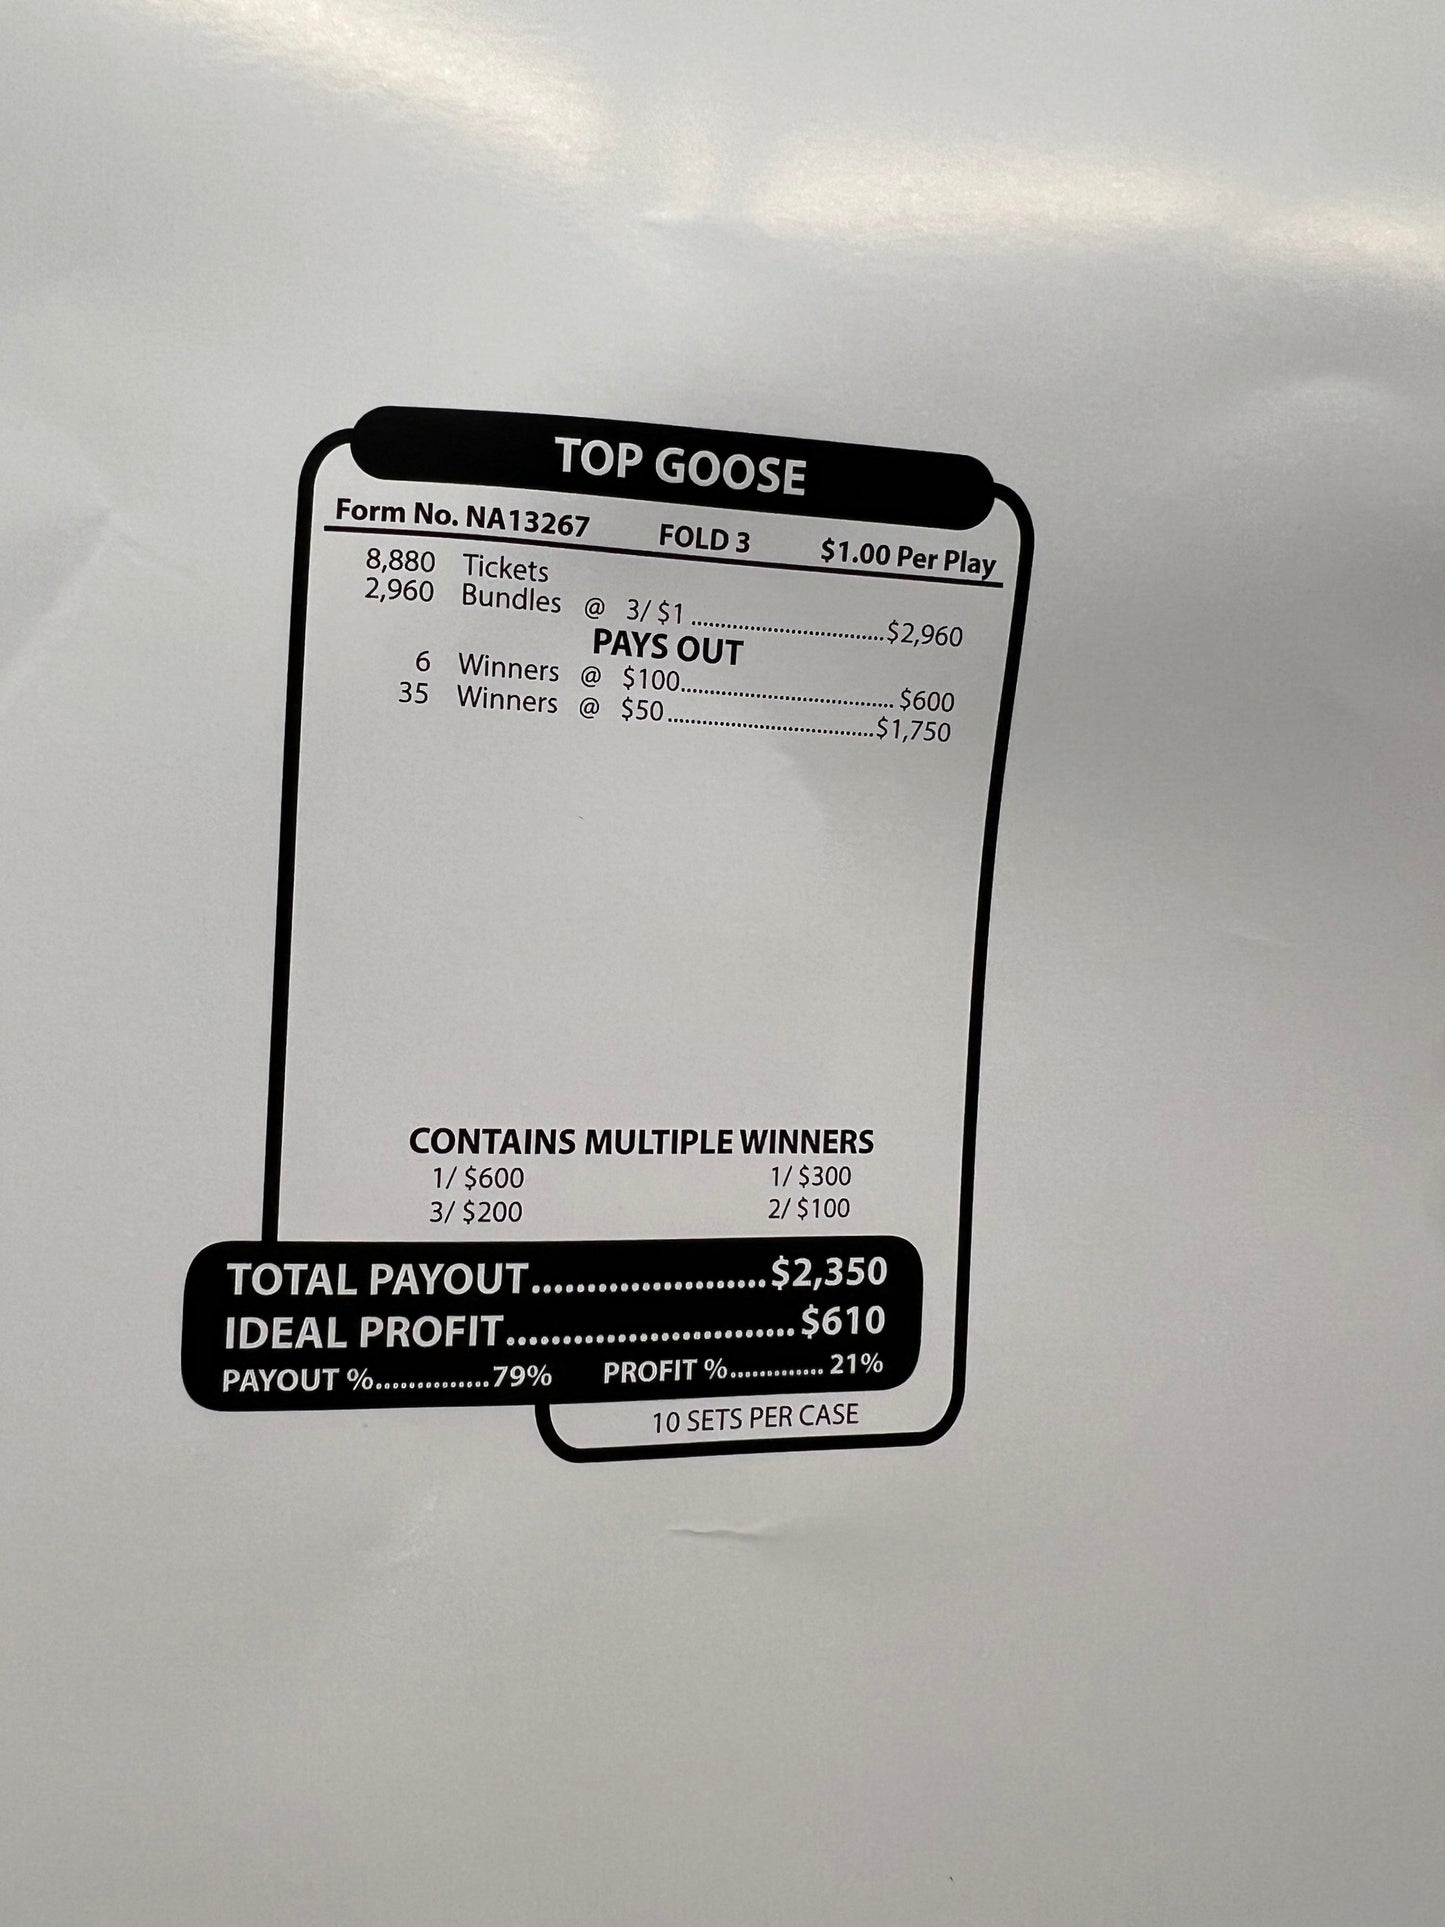 TOP GOOSE
Form No. NA13267 FOLD 3 $1.00 Per Play
8,880 Tickets
2,960 Bundles @ 3/ $1 ................................$2,960
PAYS OUT
6 Winners @ $100................................... $600
35 Winners @ $50...................................$1,750
CONTAINS MULTIPLE WINNERS
1/ $600 1/ $300
3/ $200 2/ $100
TOTAL PAYOUT.....................$2,350
IDEAL PROFIT.......................... $610
PAYOUT %..............79% PROFIT %............. 21%
10 SETS PER CASE